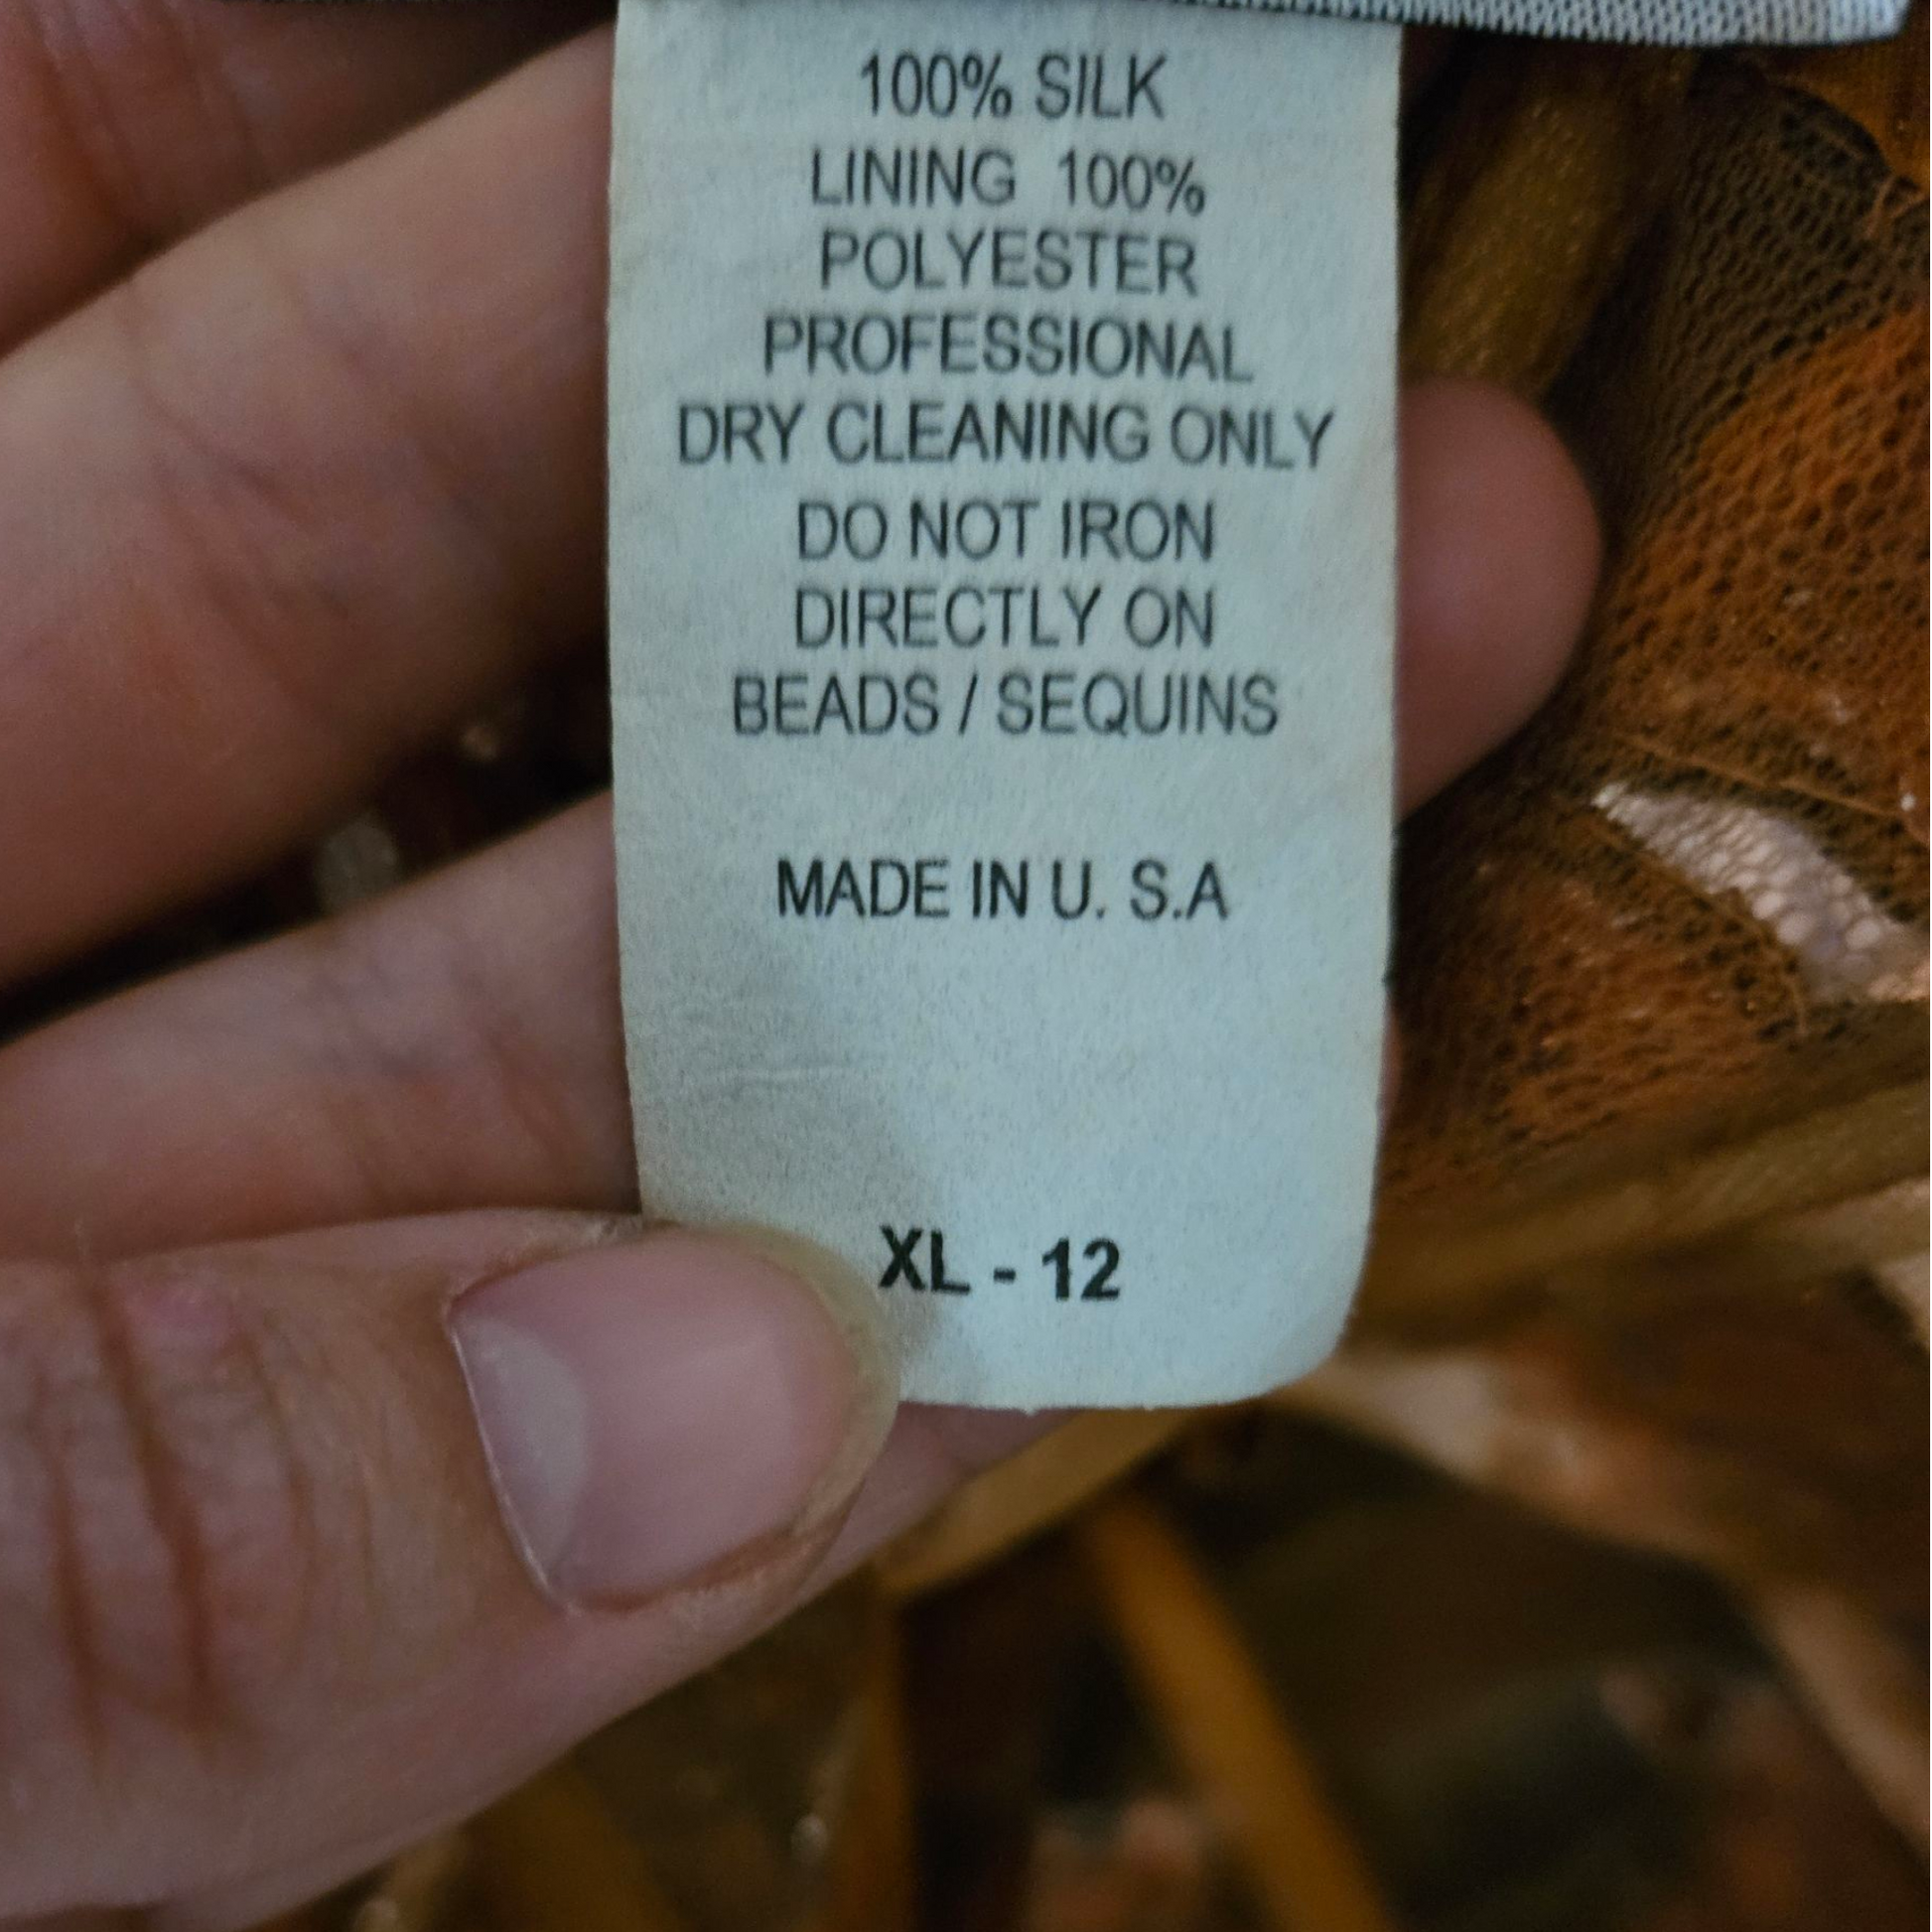 100% SILK
LINING 100%
POLYESTER
PROFESSIONAL
DRY CLEANING ONLY
DO NOT IRON
DIRECTLY ON
BEADS / SEQUINS
MADE IN U. S.A
XL - 12